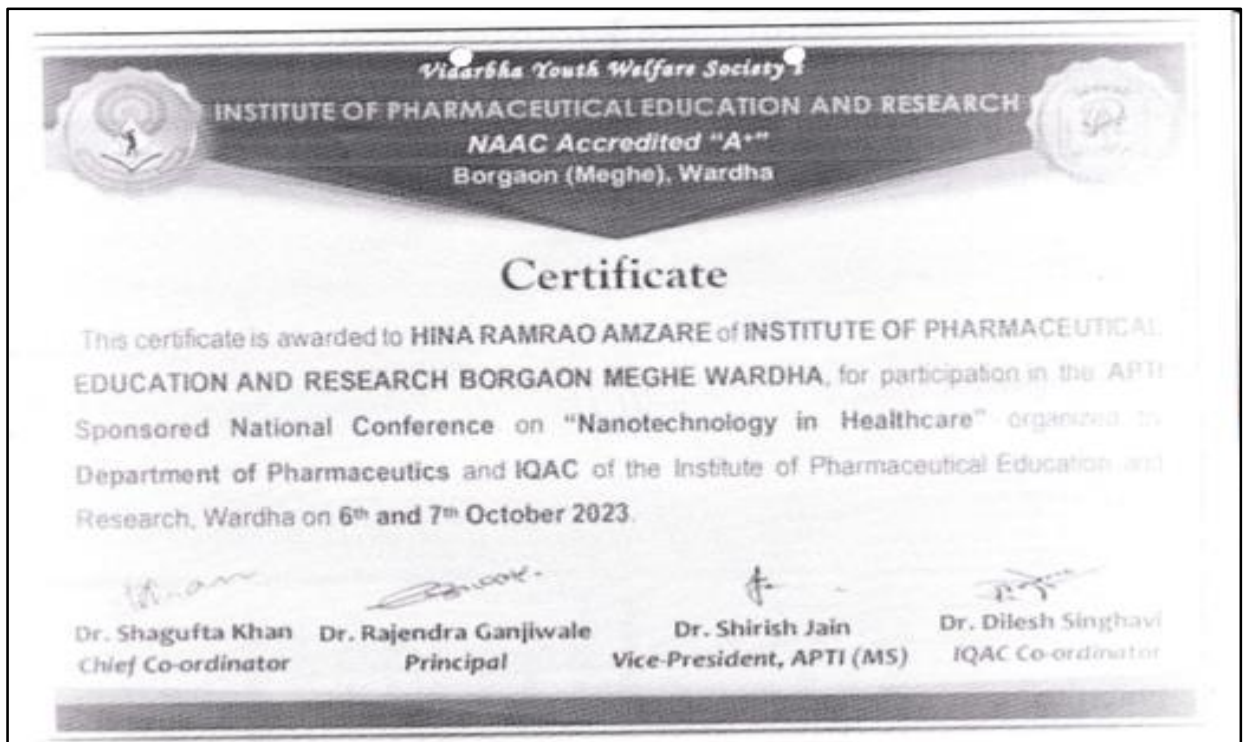 Vidarbha Youth Welfare Society's
INSTITUTE OF PHARMACEUTICAL EDUCATION AND RESEARCH
NAAC Accredited "A+"
Borgaon (Meghe), Wardha
Certificate
This certificate is awarded to HINA RAMRAO AMZARE of INSTITUTE OF PHARMACEUTICAL
EDUCATION AND RESEARCH BORGAON MEGHE WARDHA, for participation in the APTI
Sponsored National Conference on "Nanotechnology in Healthcare" organized by
Department of Pharmaceutics and IQAC of the Institute of Pharmaceutical Education and
Research, Wardha on 6th and 7th October 2023.
Dr. Shagufta Khan Dr. Rajendra Ganjiwale Dr. Shirish Jain Dr. Dilesh Singhavi
Chief Co-ordinator Principal Vice-President, APTI (MS) IQAC Co-ordinator